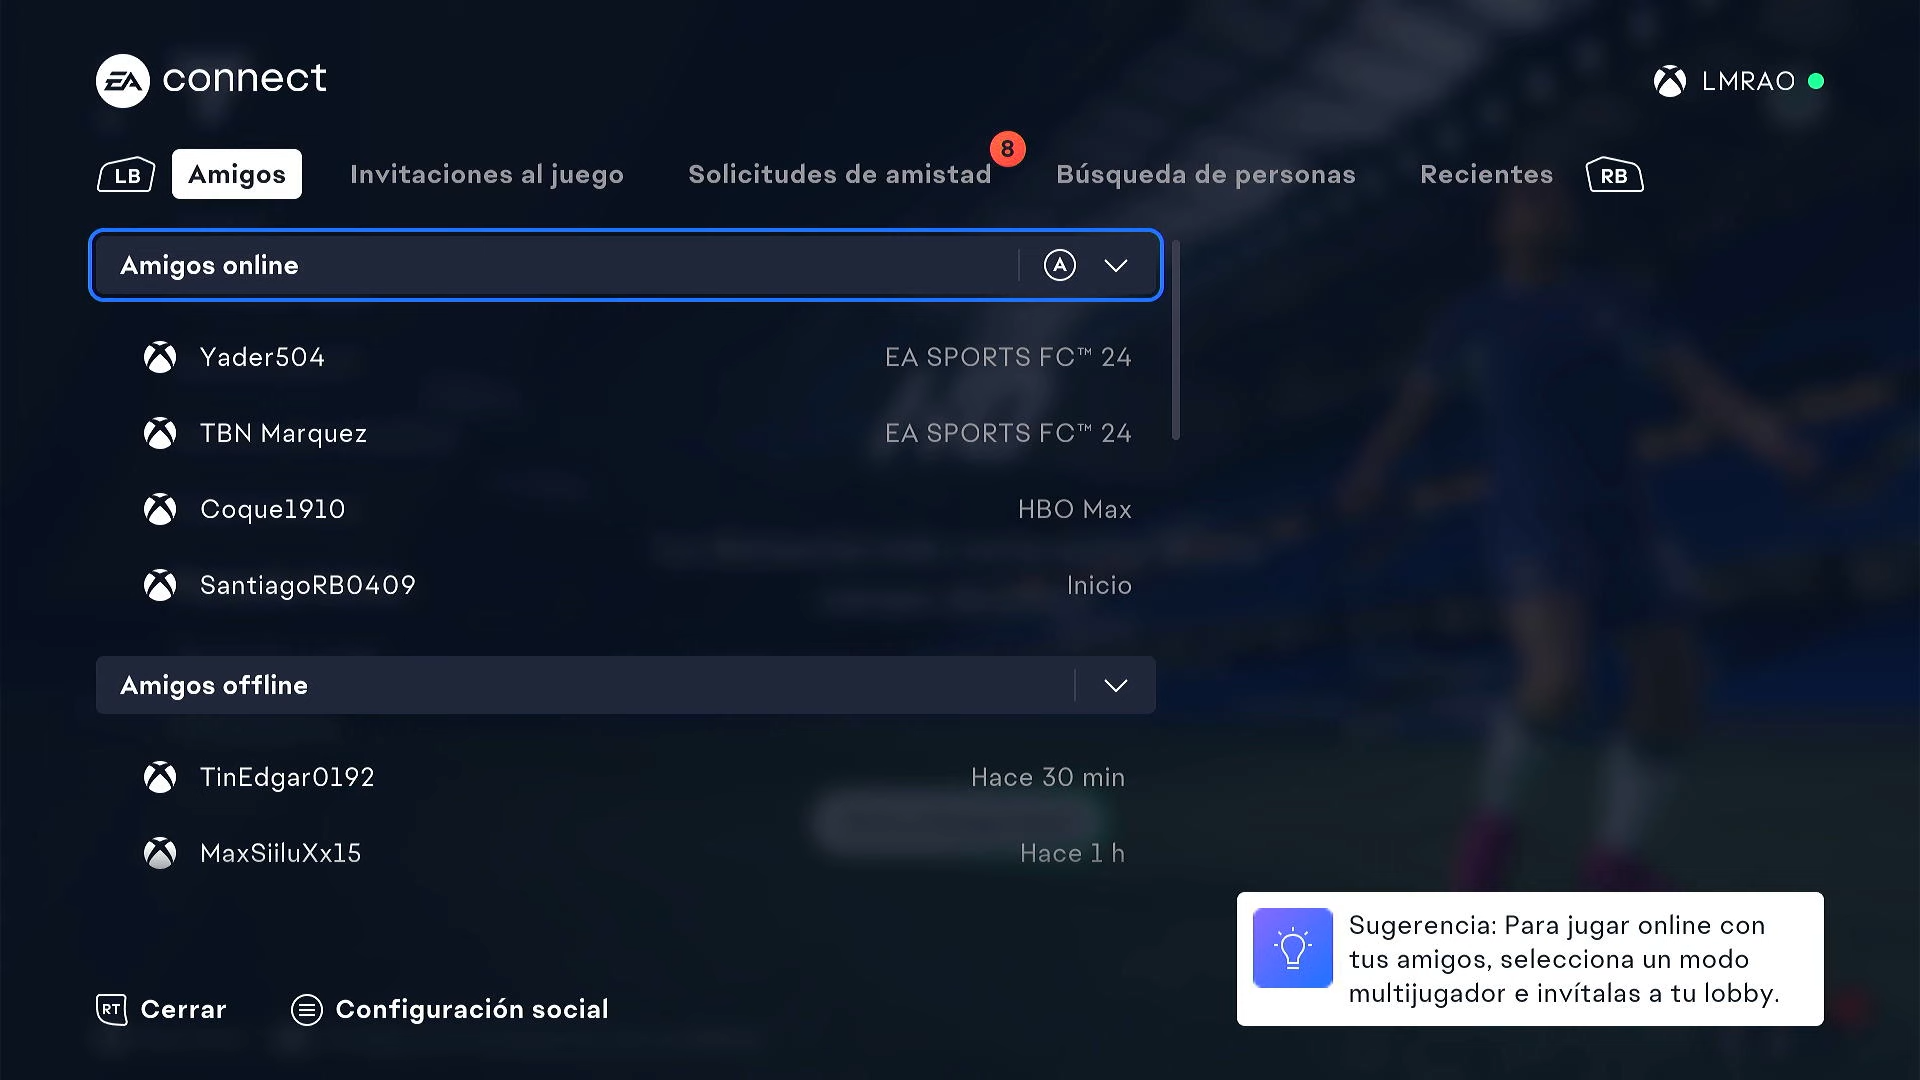 EA connect
LMRAO
LB Amigos Invitaciones al juego Solicitudes de amistad 8 Búsqueda de personas Recientes RB
Amigos online A
Yader504 EA SPORTS FC™ 24
TBN Marquez EA SPORTS FC™ 24
Coque1910 HBO Max
SantiagoRB0409 Inicio
Amigos offline
TinEdgar0192 Hace 30 min
MaxSiiluXx15 Hace 1 h
Sugerencia: Para jugar online con
tus amigos, selecciona un modo
multijugador e invítalas a tu lobby.
RT Cerrar Configuración social